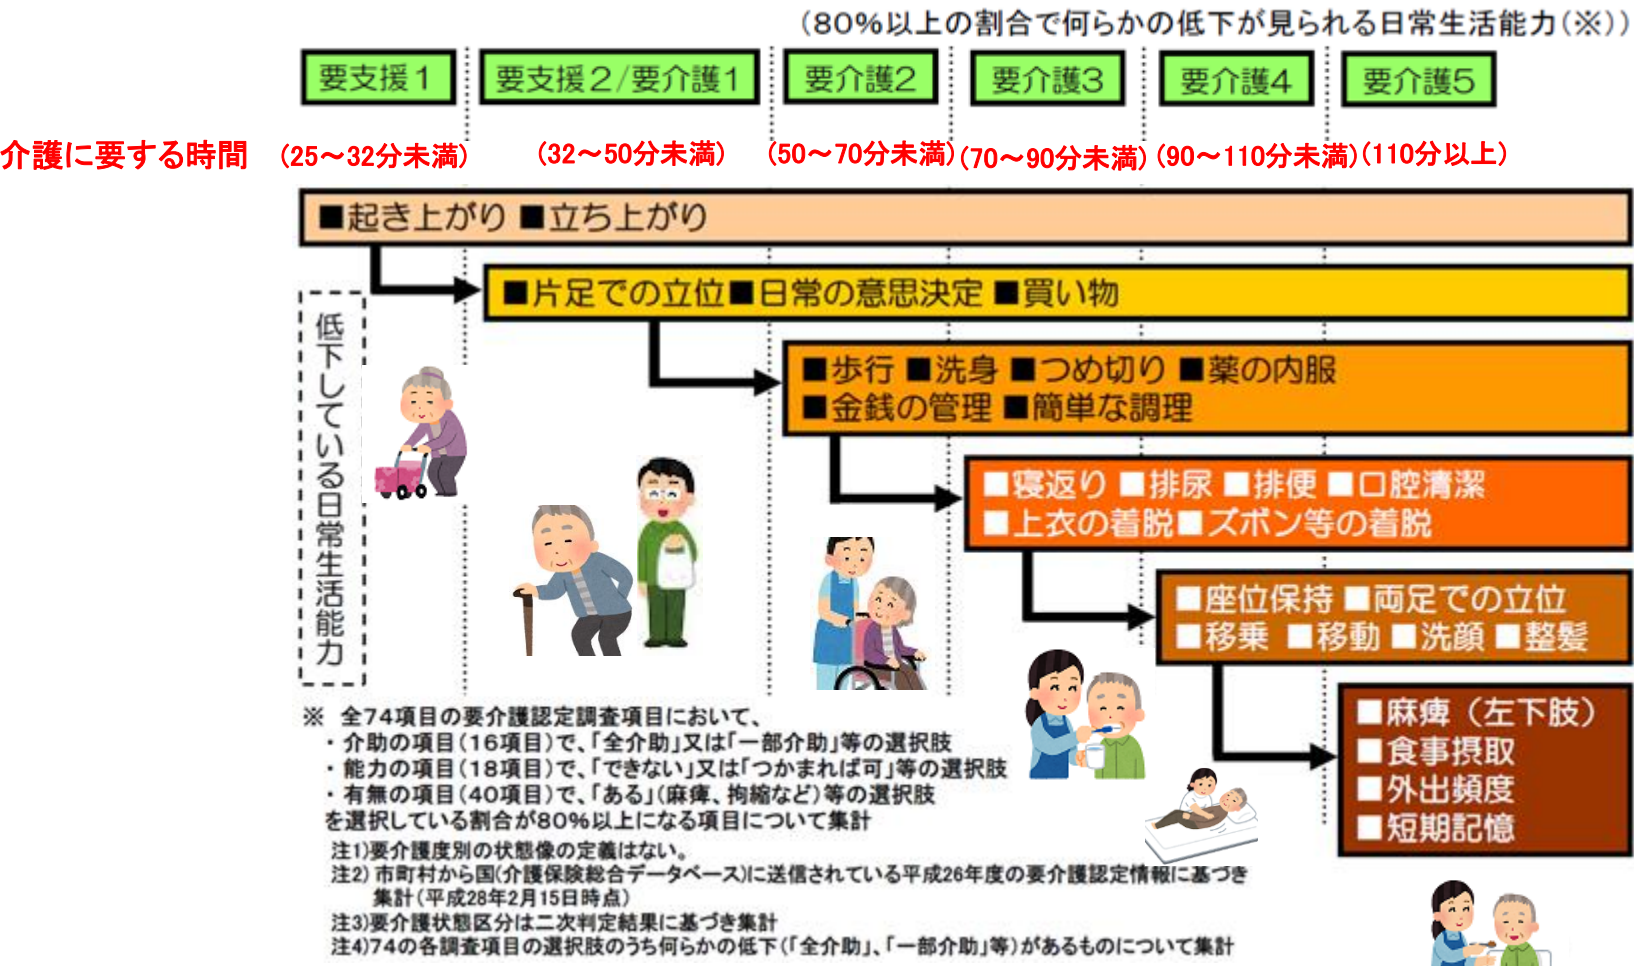 (80%以上の割合で何らかの低下が見られる日常生活能力(※))
要支援1
要支援2/要介護1
要介護2
要介護3
要介護4
要介護5
介護に要する時間
(25～32分未満)
(32～50分未満)
(50～70分未満)
(70～90分未満)
(90～110分未満)
(110分以上)
■起き上がり ■立ち上がり
■片足での立位■日常の意思決定 ■買い物
低下している日常生活能力
■歩行 ■洗身 ■つめ切り ■薬の内服
■金銭の管理 ■簡単な調理
■寝返り ■排尿 ■排便 ■口腔清潔
■上衣の着脱■ズボン等の着脱
■座位保持 ■両足での立位
■移乗 ■移動 ■洗顔 ■整髪
■麻痺（左下肢）
■食事摂取
■外出頻度
■短期記憶
※ 全74項目の要介護認定調査項目において、
・介助の項目(16項目)で、「全介助」又は「一部介助」等の選択肢
・能力の項目(18項目)で、「できない」又は「つかまれば可」等の選択肢
・有無の項目(40項目)で、「ある」(麻痺、拘縮など)等の選択肢
を選択している割合が80%以上になる項目について集計
注1)要介護度別の状態像の定義はない。
注2)市町村から国(介護保険総合データベース)に送信されている平成26年度の要介護認定情報に基づき
集計(平成28年2月15日時点)
注3)要介護状態区分は二次判定結果に基づき集計
注4)74の各調査項目の選択肢のうち何らかの低下(「全介助」、「一部介助」等)があるものについて集計